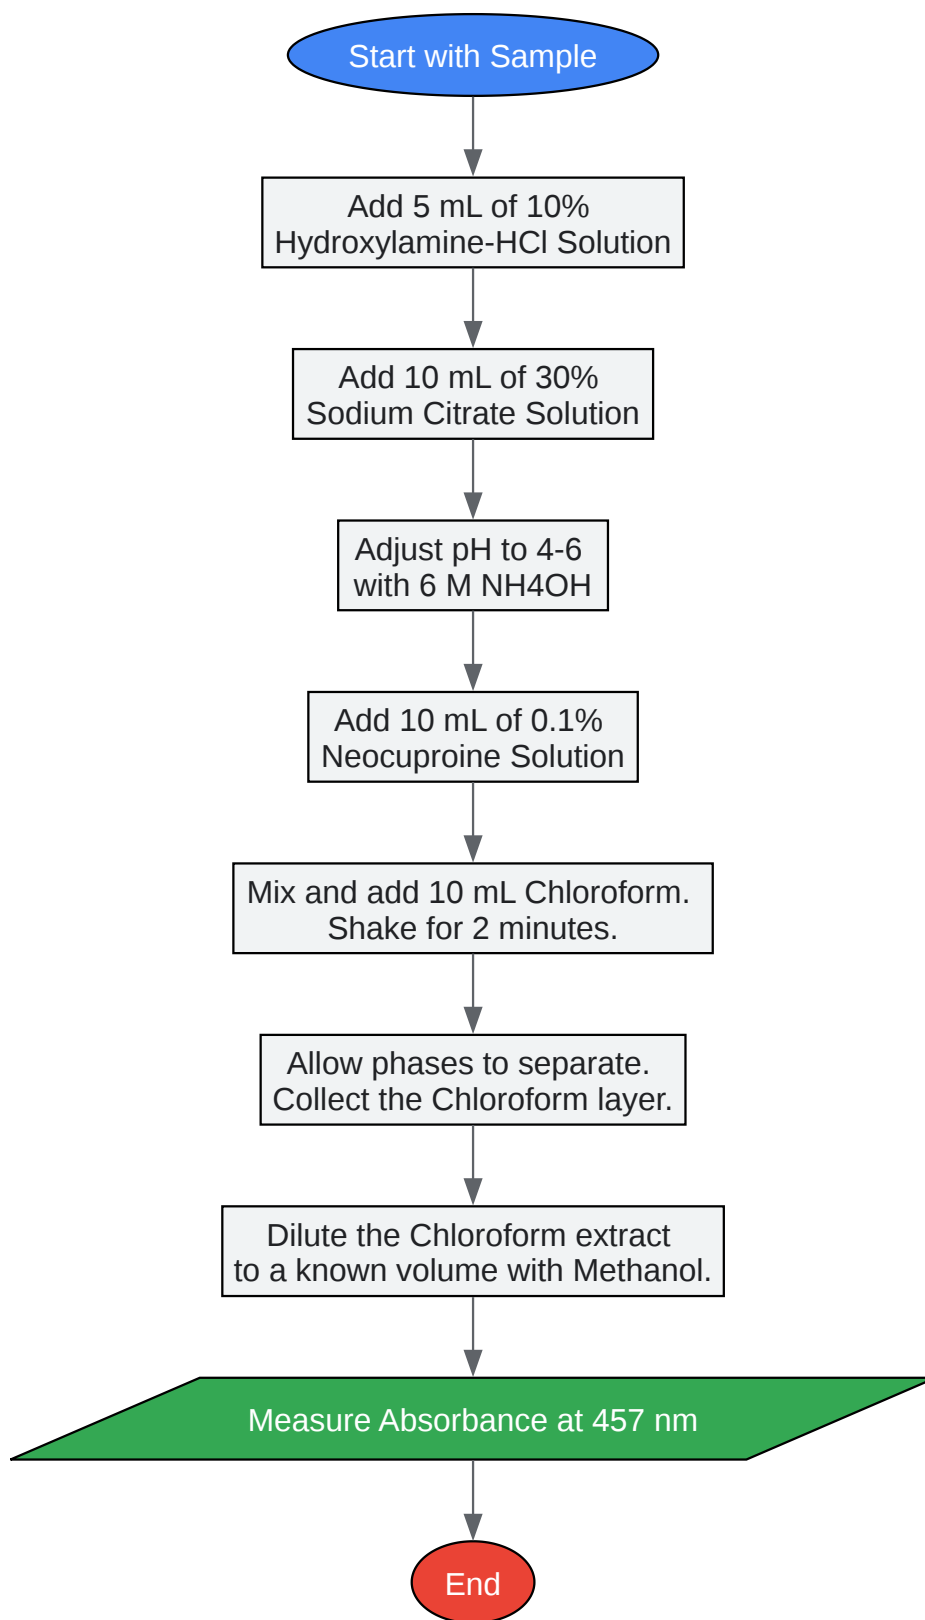 Start with Sample
Add 5 mL of 10%
Hydroxylamine-HCl Solution
Add 10 mL of 30%
Sodium Citrate Solution
Adjust pH to 4-6
with 6 M NH4OH
Add 10 mL of 0.1%
Neocuproine Solution
Mix and add 10 mL Chloroform.
Shake for 2 minutes.
Allow phases to separate.
Collect the Chloroform layer.
Dilute the Chloroform extract
to a known volume with Methanol.
Measure Absorbance at 457 nm
End